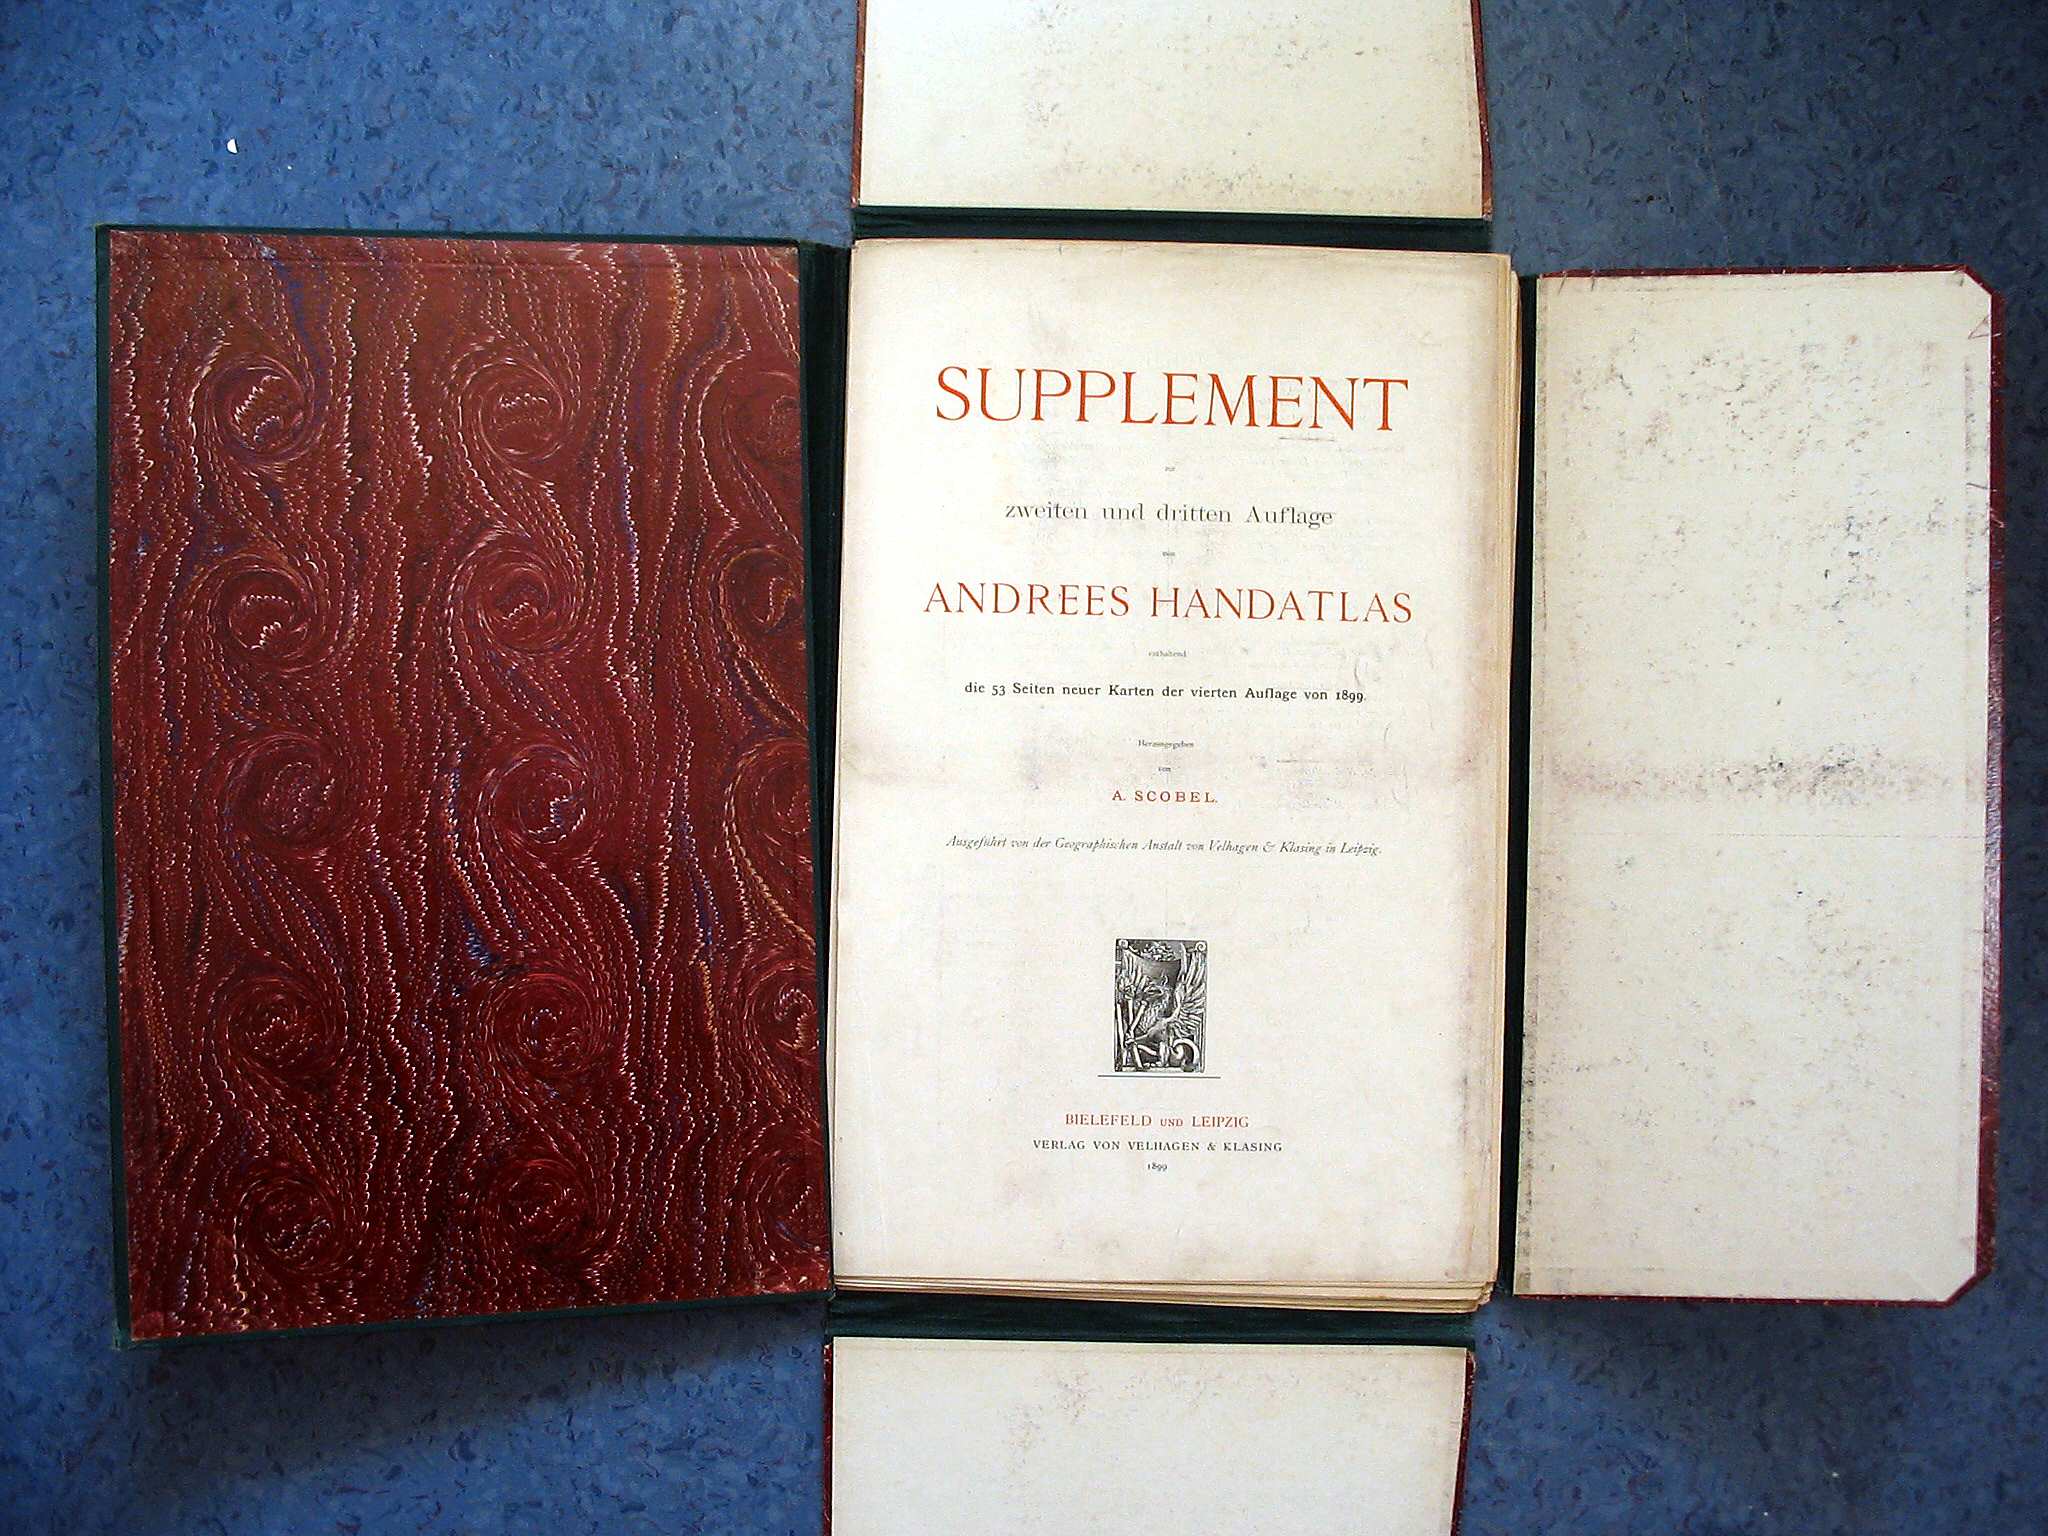 SUPPLEMENT
zur
zweiten und dritten Auflage
von
ANDREES HANDATLAS
enthaltend
die 53 Seiten neuer Karten der vierten Auflage von 1899.
Herausgegeben
von
A. SCOBEL.
Ausgeführt von der Geographischen Anstalt von Velhagen & Klasing in Leipzig.
BIELEFELD UND LEIPZIG
VERLAG VON VELHAGEN & KLASING
1899